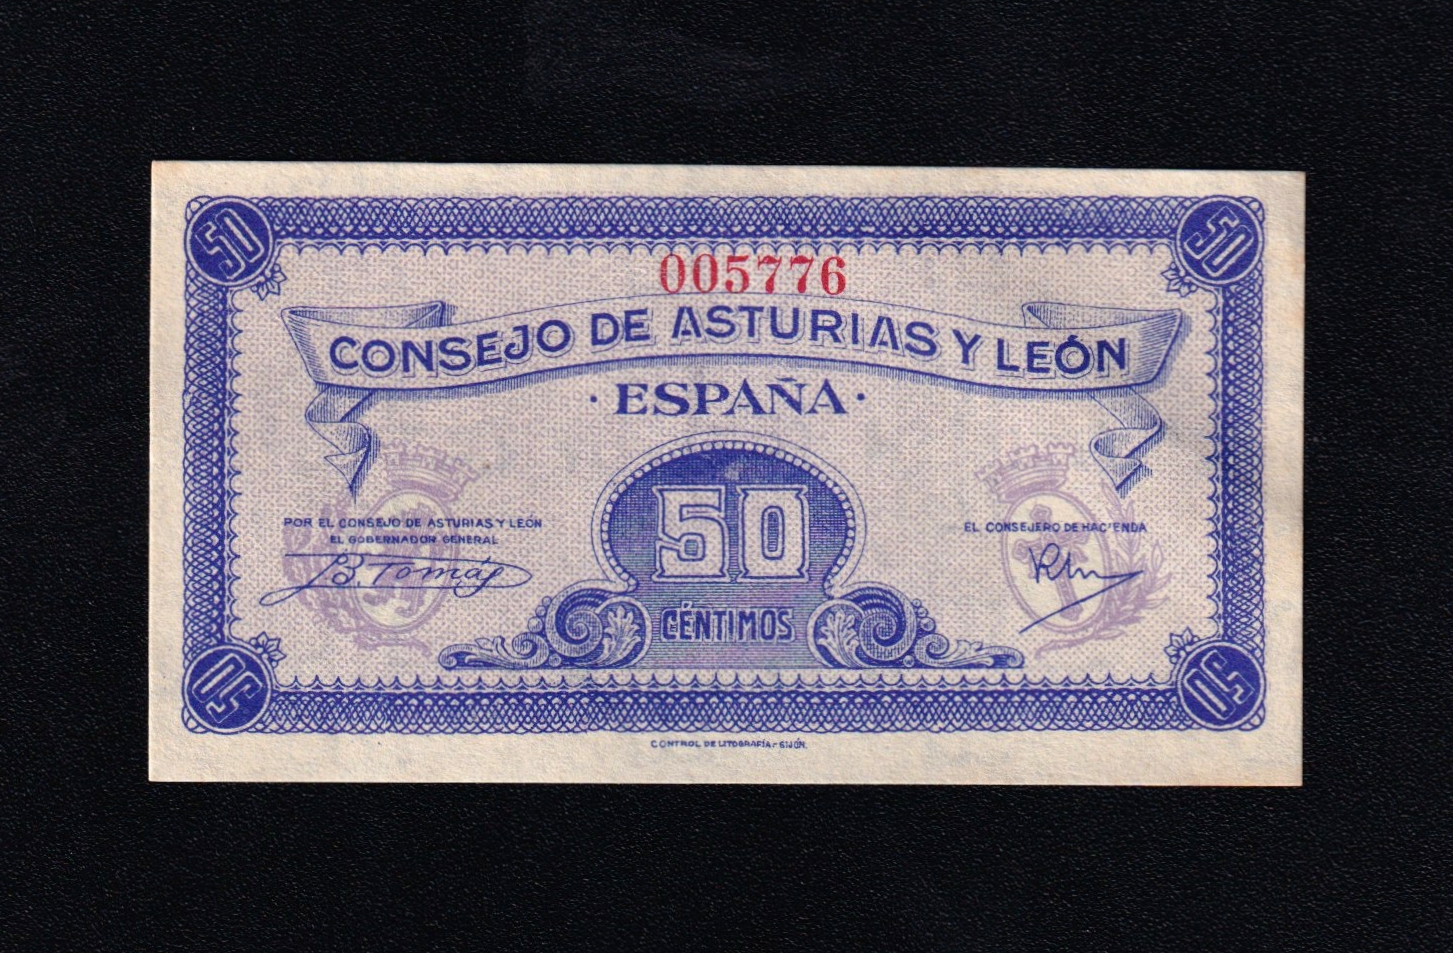 50
50
005776
CONSEJO DE ASTURIAS Y LEÓN
· ESPAÑA ·
50
CÉNTIMOS
POR EL CONSEJO DE ASTURIAS Y LEÓN
EL GOBERNADOR GENERAL
B. Tomás
EL CONSEJERO DE HACIENDA
50
50
CONTROL DE LITOGRAFÍA - GIJÓN.